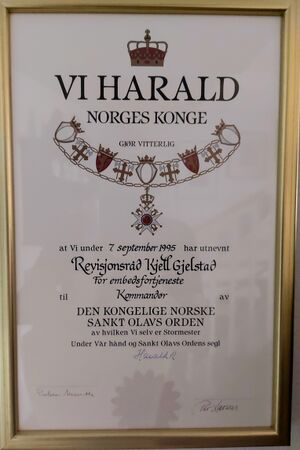 VI HARALD
NORGES KONGE
GJØR VITTERLIG
at Vi under 7 september 1995 har utnevnt
Revisjonsråd Kjell Gjelstad
For embedsfortjeneste
til Kommandør av
DEN KONGELIGE NORSKE
SANKT OLAVS ORDEN
av hvilken Vi selv er Stormester
Under Vår hånd og Sankt Olavs Ordens segl
Harald R